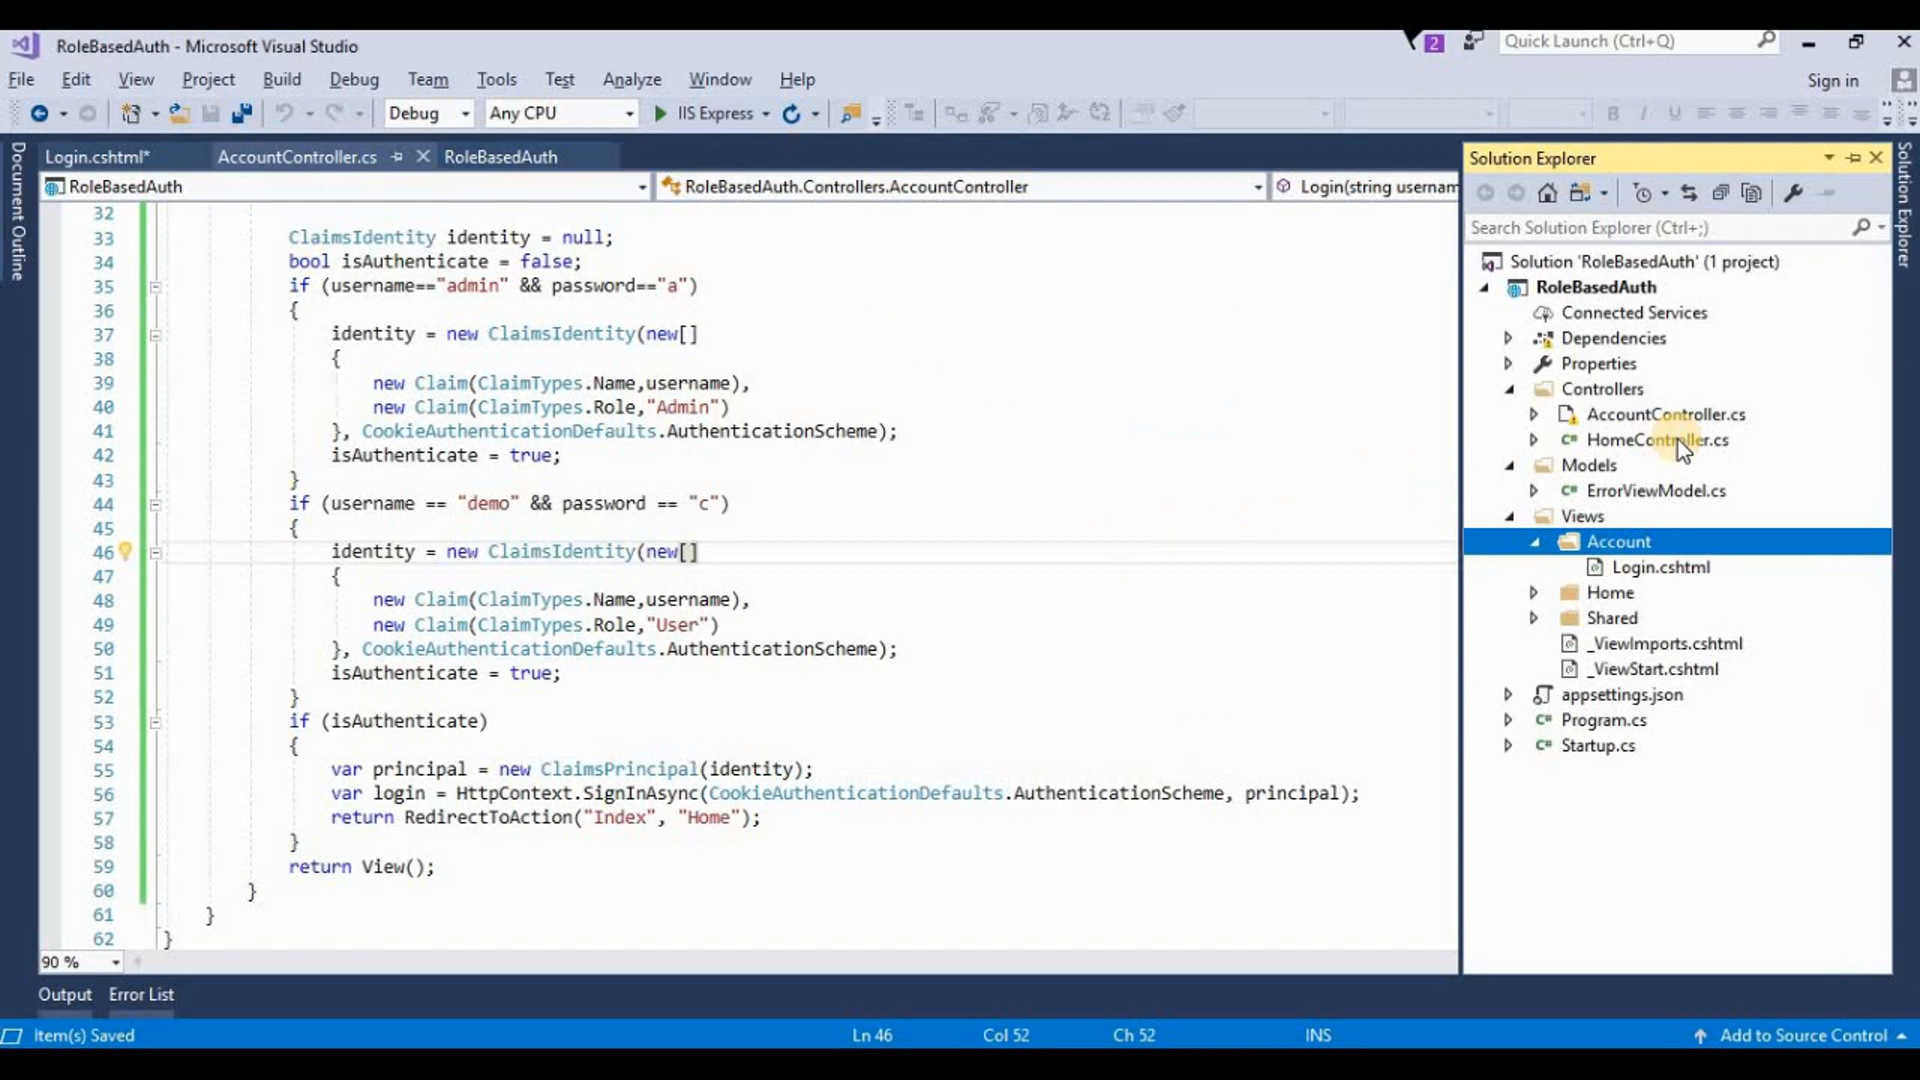 RoleBasedAuth - Microsoft Visual Studio
2
Quick Launch (Ctrl+Q)
File Edit View Project Build Debug Team Tools Test Analyze Window Help
Sign in
Debug Any CPU IIS Express
Document Outline
Login.cshtml* AccountController.cs RoleBasedAuth
RoleBasedAuth RoleBasedAuth.Controllers.AccountController Login(string usernam
32
33 ClaimsIdentity identity = null;
34 bool isAuthenticate = false;
35 if (username=="admin" && password=="a")
36 {
37 identity = new ClaimsIdentity(new[]
38 {
39 new Claim(ClaimTypes.Name,username),
40 new Claim(ClaimTypes.Role,"Admin")
41 }, CookieAuthenticationDefaults.AuthenticationScheme);
42 isAuthenticate = true;
43 }
44 if (username == "demo" && password == "c")
45 {
46 identity = new ClaimsIdentity(new[]
47 {
48 new Claim(ClaimTypes.Name,username),
49 new Claim(ClaimTypes.Role,"User")
50 }, CookieAuthenticationDefaults.AuthenticationScheme);
51 isAuthenticate = true;
52 }
53 if (isAuthenticate)
54 {
55 var principal = new ClaimsPrincipal(identity);
56 var login = HttpContext.SignInAsync(CookieAuthenticationDefaults.AuthenticationScheme, principal);
57 return RedirectToAction("Index", "Home");
58 }
59 return View();
60 }
61 }
62 }
90 %
Solution Explorer
Search Solution Explorer (Ctrl+;)
Solution 'RoleBasedAuth' (1 project)
RoleBasedAuth
Connected Services
Dependencies
Properties
Controllers
AccountController.cs
HomeController.cs
Models
ErrorViewModel.cs
Views
Account
Login.cshtml
Home
Shared
_ViewImports.cshtml
_ViewStart.cshtml
appsettings.json
Program.cs
Startup.cs
Solution Explorer
Output Error List
Item(s) Saved Ln 46 Col 52 Ch 52 INS Add to Source Control